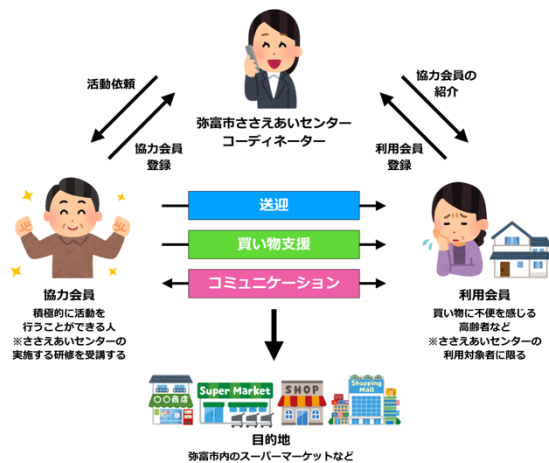 活動依頼
協力会員
登録
弥富市ささえあいセンター
コーディネーター
協力会員の
紹介
利用会員
登録
送迎
買い物支援
コミュニケーション
協力会員
積極的に活動を
行うことができる人
※ささえあいセンターの
実施する研修を受講する
利用会員
買い物に不便を感じる
高齢者など
※ささえあいセンターの
利用対象者に限る
〇〇商店
Super Market
SHOP
Shopping
Mall
目的地
弥富市内のスーパーマーケットなど